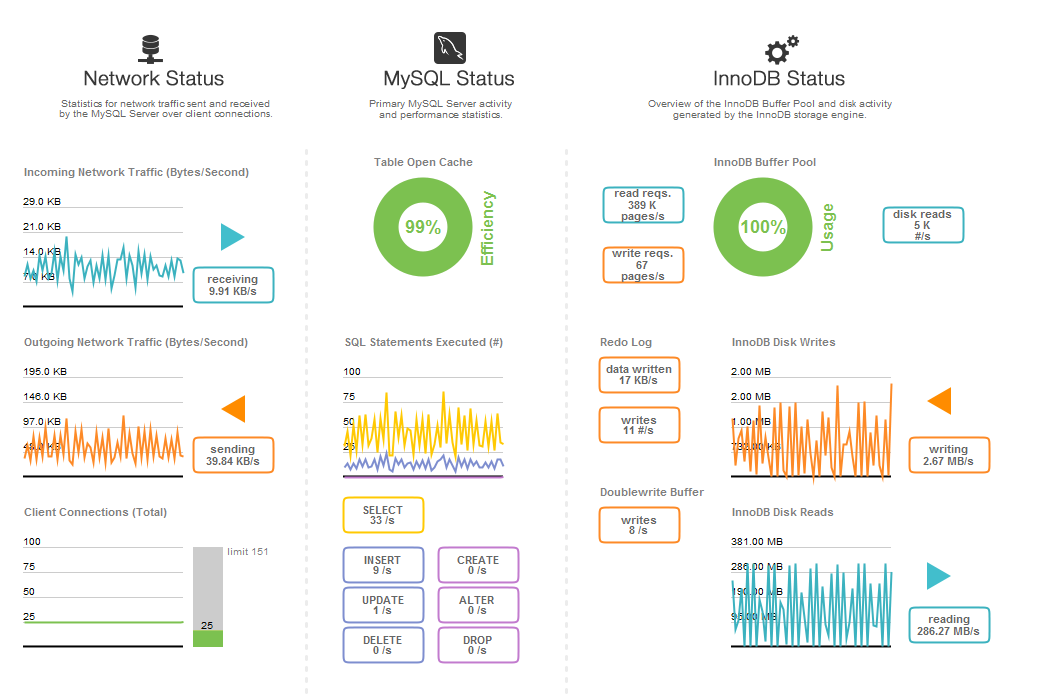 Network Status
Statistics for network traffic sent and received
by the MySQL Server over client connections.
Incoming Network Traffic (Bytes/Second)
29.0 KB
21.0 KB
14.0 KB
7.0 KB
receiving
9.91 KB/s
Outgoing Network Traffic (Bytes/Second)
195.0 KB
146.0 KB
97.0 KB
sending
39.84 KB/s
Client Connections (Total)
100
75
50
25
limit 151
25
MySQL Status
Primary MySQL Server activity
and performance statistics.
Table Open Cache
99%
Efficiency
SQL Statements Executed (#)
100
75
50
25
SELECT
33 /s
INSERT
9 /s
CREATE
0 /s
UPDATE
1 /s
ALTER
0 /s
DELETE
0 /s
DROP
0 /s
InnoDB Status
Overview of the InnoDB Buffer Pool and disk activity
generated by the InnoDB storage engine.
InnoDB Buffer Pool
read reqs.
389 K
pages/s
write reqs.
67
pages/s
100%
Usage
disk reads
5 K
#/s
Redo Log
data written
17 KB/s
writes
11 #/s
Doublewrite Buffer
writes
8 /s
InnoDB Disk Writes
2.00 MB
2.00 MB
1.00 MB
writing
2.67 MB/s
InnoDB Disk Reads
381.00 MB
286.00 MB
190.00 MB
reading
286.27 MB/s